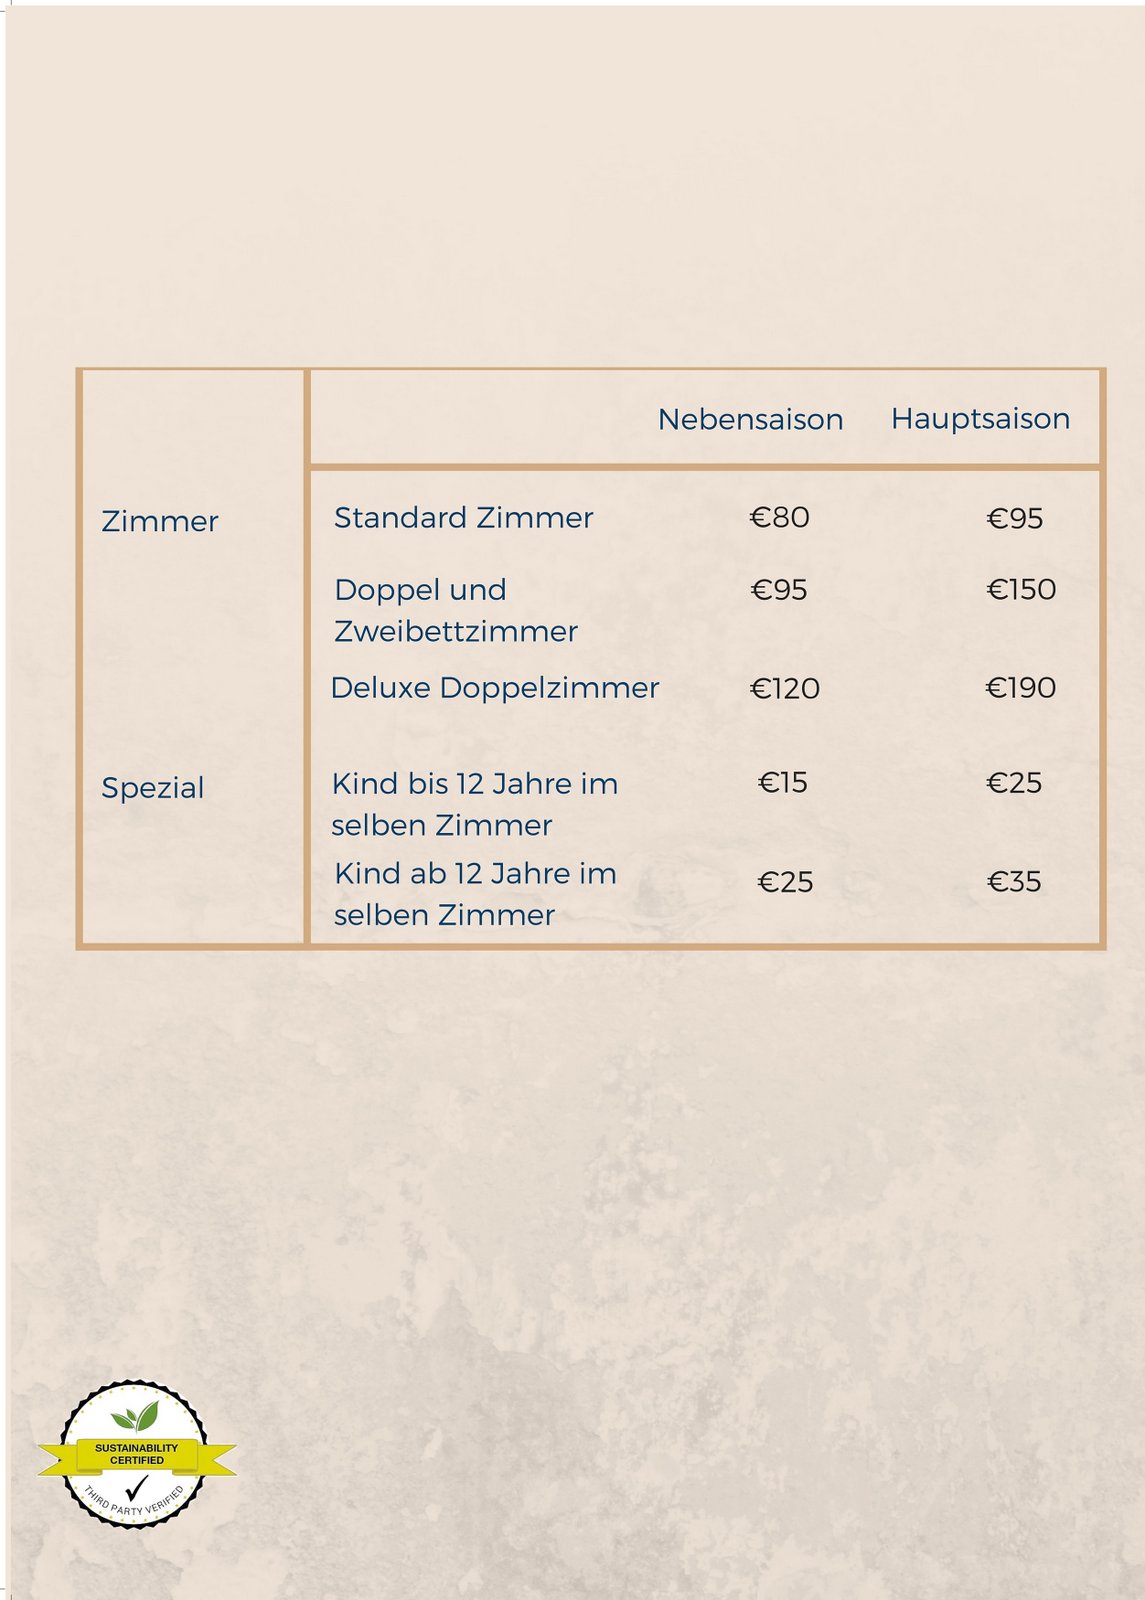 Nebensaison Hauptsaison
Zimmer Standard Zimmer €80 €95
Doppel und €95 €150
Zweibettzimmer
Deluxe Doppelzimmer €120 €190
Spezial Kind bis 12 Jahre im €15 €25
selben Zimmer
Kind ab 12 Jahre im €25 €35
selben Zimmer
SUSTAINABILITY
CERTIFIED
THIRD PARTY VERIFIED